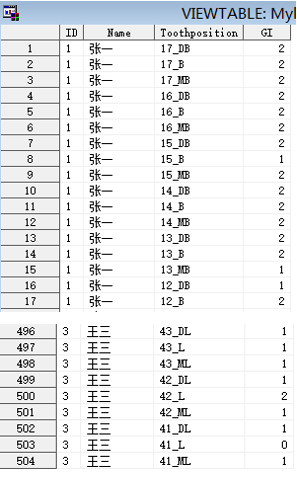 VIEWTABLE: Myl
ID Name Toothposition GI
1 1 张一 17_DB 2
2 1 张一 17_B 2
3 1 张一 17_MB 2
4 1 张一 16_DB 2
5 1 张一 16_B 2
6 1 张一 16_MB 2
7 1 张一 15_DB 2
8 1 张一 15_B 1
9 1 张一 15_MB 2
10 1 张一 14_DB 2
11 1 张一 14_B 2
12 1 张一 14_MB 2
13 1 张一 13_DB 2
14 1 张一 13_B 2
15 1 张一 13_MB 1
16 1 张一 12_DB 1
17 1 张一 12_B 2
496 3 王三 43_DL 1
497 3 王三 43_L 1
498 3 王三 43_ML 1
499 3 王三 42_DL 1
500 3 王三 42_L 2
501 3 王三 42_ML 1
502 3 王三 41_DL 1
503 3 王三 41_L 0
504 3 王三 41_ML 1